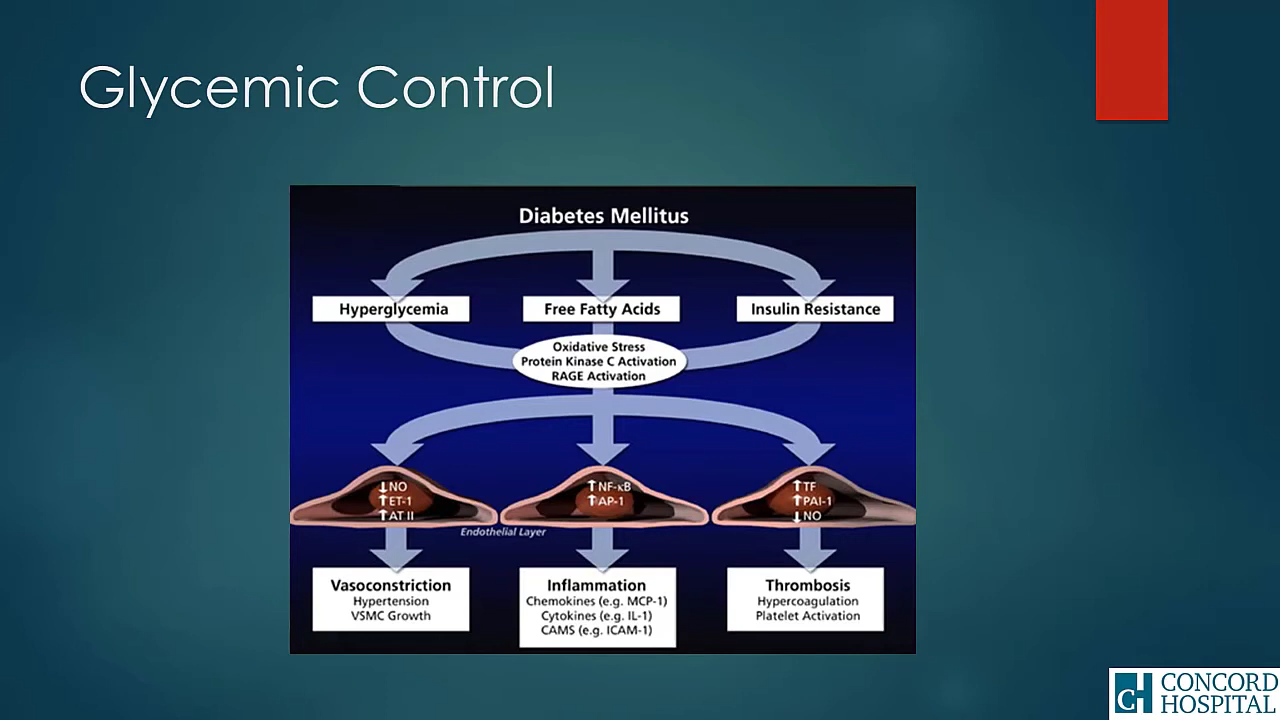 Glycemic Control
Diabetes Mellitus
Hyperglycemia
Free Fatty Acids
Insulin Resistance
Oxidative Stress
Protein Kinase C Activation
RAGE Activation
↓NO
↑ET-1
↑AT II
↑NF-κB
↑AP-1
↑TF
↑PAI-1
↓NO
Endothelial Layer
Vasoconstriction
Hypertension
VSMC Growth
Inflammation
Chemokines (e.g. MCP-1)
Cytokines (e.g. IL-1)
CAMS (e.g. ICAM-1)
Thrombosis
Hypercoagulation
Platelet Activation
CH CONCORD
HOSPITAL